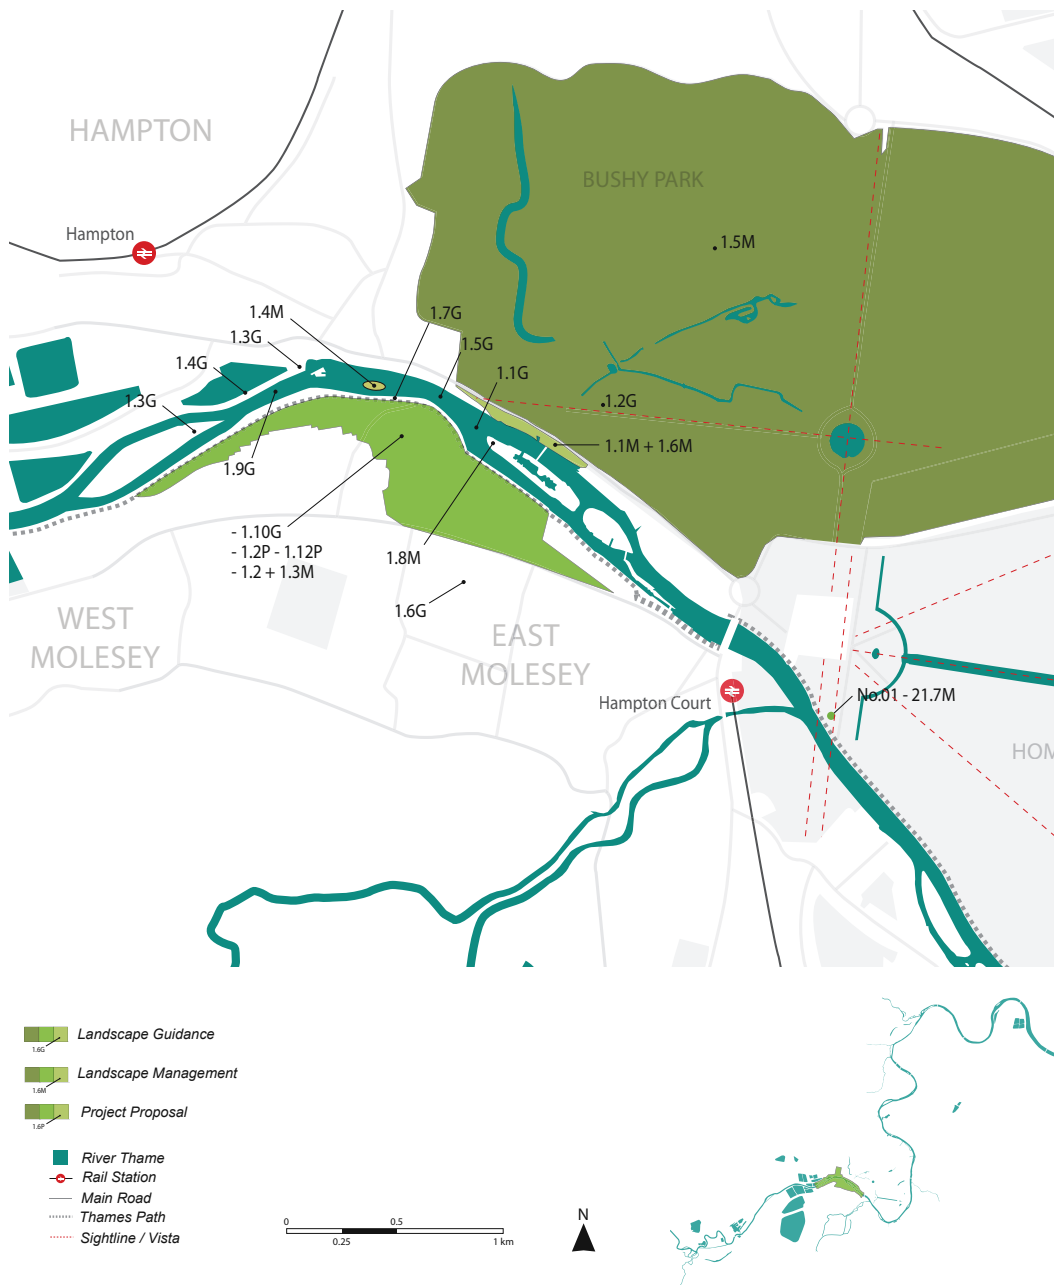 HAMPTON
BUSHY PARK
Hampton
1.5M
1.4M
1.7G
1.3G
1.5G
1.4G
1.1G
1.3G
1.2G
1.1M + 1.6M
1.9G
- 1.10G
- 1.2P - 1.12P
- 1.2 + 1.3M
1.8M
1.6G
WEST
MOLESEY
EAST
MOLESEY
Hampton Court
No.01 - 21.7M
HOM
Landscape Guidance
1.6G
Landscape Management
1.6M
Project Proposal
1.6P
River Thame
Rail Station
Main Road
Thames Path
Sightline / Vista
0
0.5
0.25
1 km
N